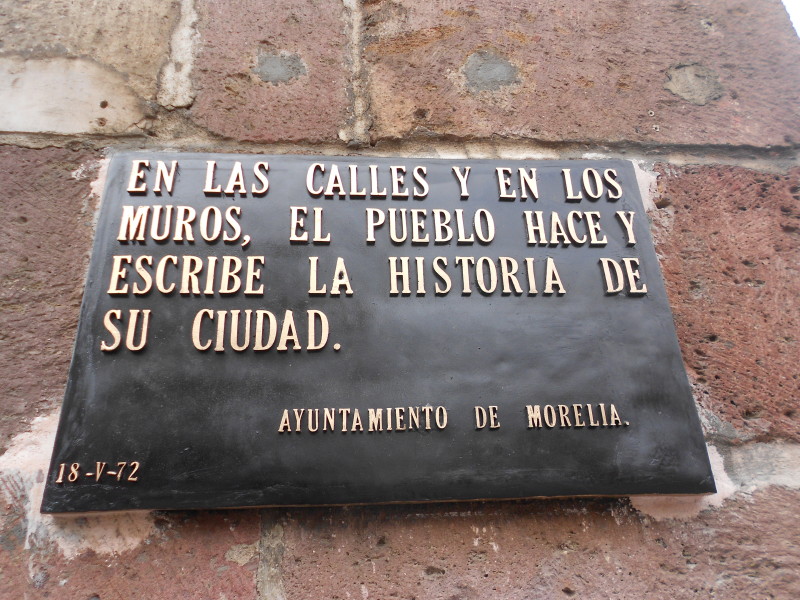 EN LAS CALLES Y EN LOS
MUROS, EL PUEBLO HACE Y
ESCRIBE LA HISTORIA DE
SU CIUDAD.
AYUNTAMIENTO DE MORELIA.
18-V-72